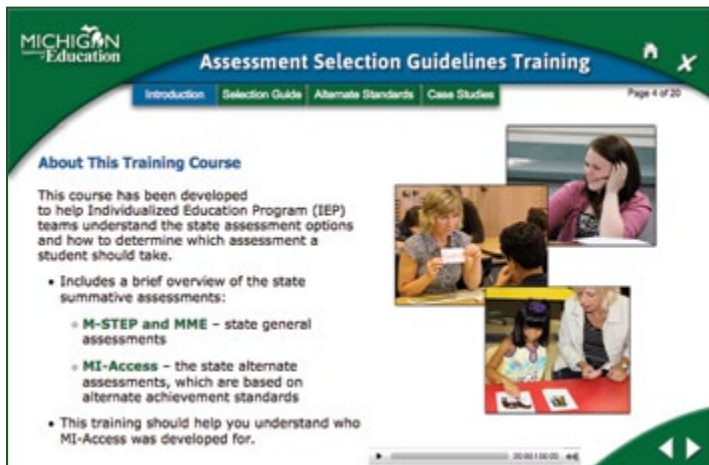 MICHIGAN
Education
Assessment Selection Guidelines Training
Introduction
Selection Guide
Alternate Standards
Case Studies
Page 4 of 20
About This Training Course
This course has been developed
to help Individualized Education Program (IEP)
teams understand the state assessment options
and how to determine which assessment a
student should take.
• Includes a brief overview of the state
summative assessments:
M-STEP and MME – state general
assessments
MI-Access – the state alternate
assessments, which are based on
alternate achievement standards
• This training should help you understand who
MI-Access was developed for.
00:00/00:00